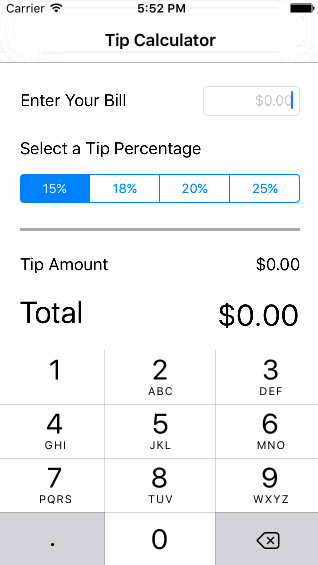 Carrier 5:52 PM
Tip Calculator
Enter Your Bill $0.00
Select a Tip Percentage
15% 18% 20% 25%
Tip Amount $0.00
Total $0.00
1 2 3
ABC DEF
4 5 6
GHI JKL MNO
7 8 9
PQRS TUV WXYZ
. 0